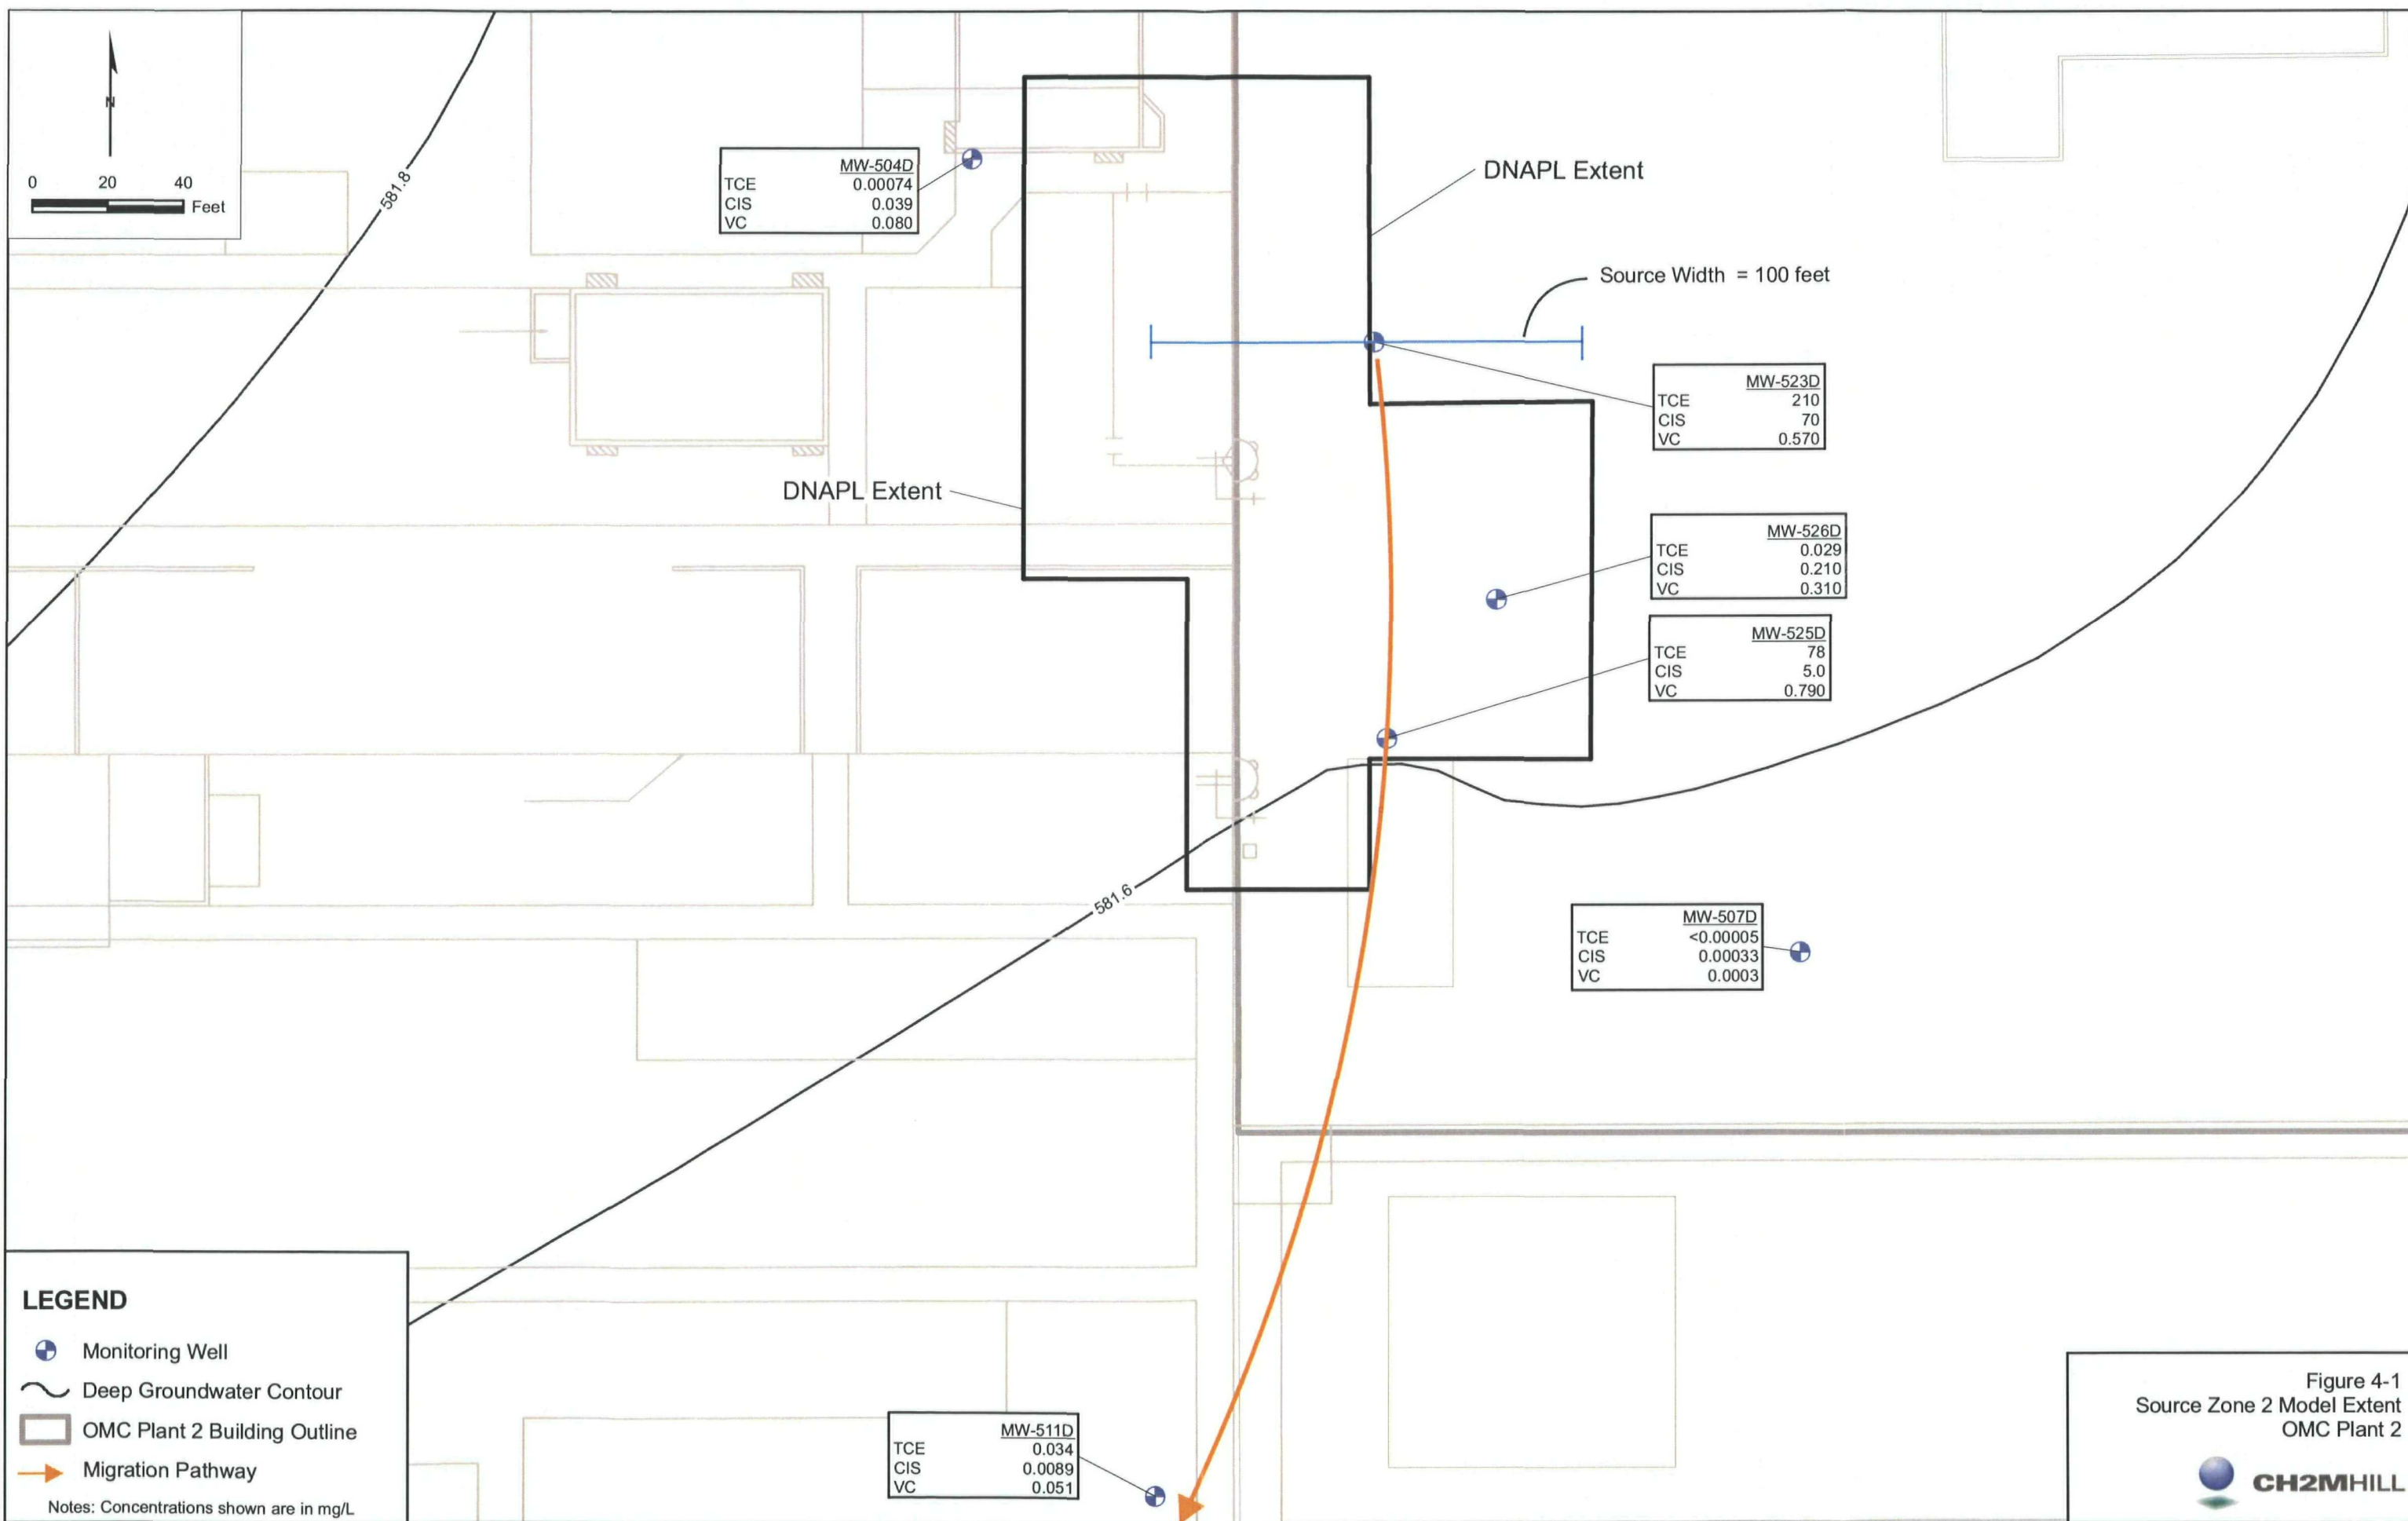 N
0 20 40
Feet
581.8
MW-504D
TCE 0.00074
CIS 0.039
VC 0.080
DNAPL Extent
Source Width = 100 feet
MW-523D
TCE 210
CIS 70
VC 0.570
DNAPL Extent
MW-526D
TCE 0.029
CIS 0.210
VC 0.310
MW-525D
TCE 78
CIS 5.0
VC 0.790
581.6
MW-507D
TCE <0.00005
CIS 0.00033
VC 0.0003
MW-511D
TCE 0.034
CIS 0.0089
VC 0.051
LEGEND
Monitoring Well
Deep Groundwater Contour
OMC Plant 2 Building Outline
Migration Pathway
Notes: Concentrations shown are in mg/L
Figure 4-1
Source Zone 2 Model Extent
OMC Plant 2
CH2MHILL